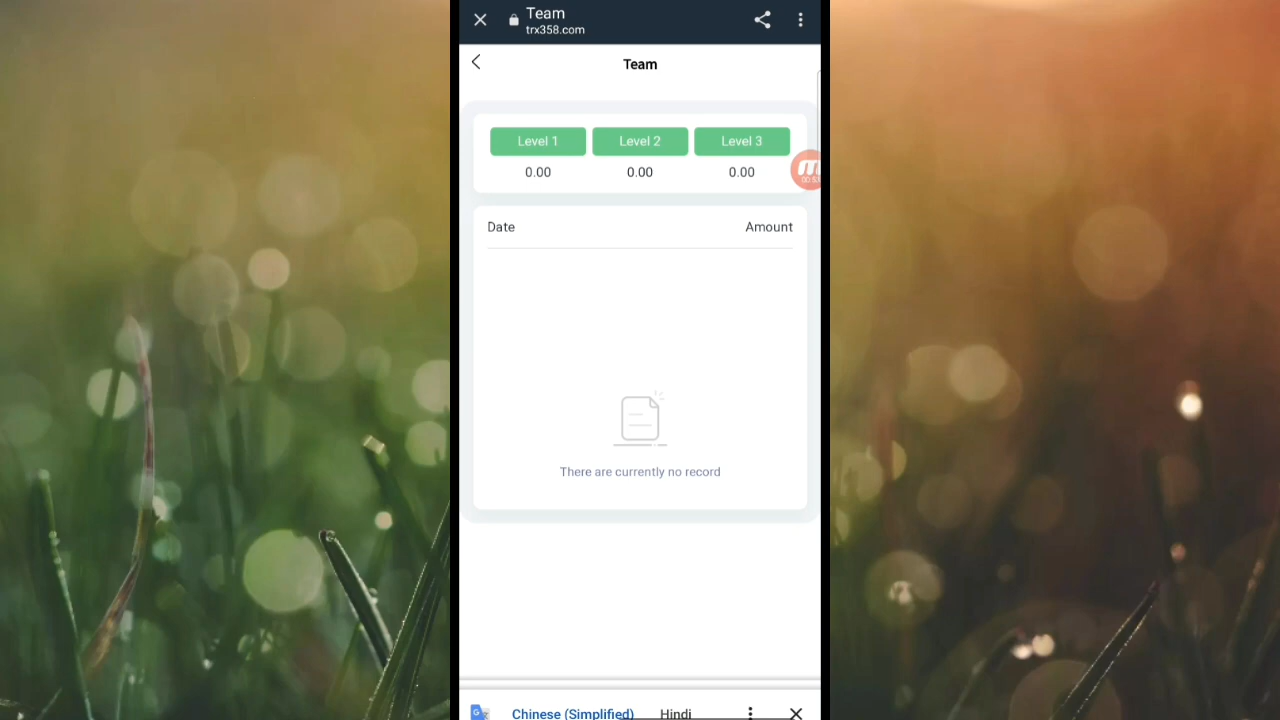 Team
trx358.com
Team
Level 1 Level 2 Level 3
0.00 0.00 0.00
Date Amount
There are currently no record
Chinese (Simplified) Hindi